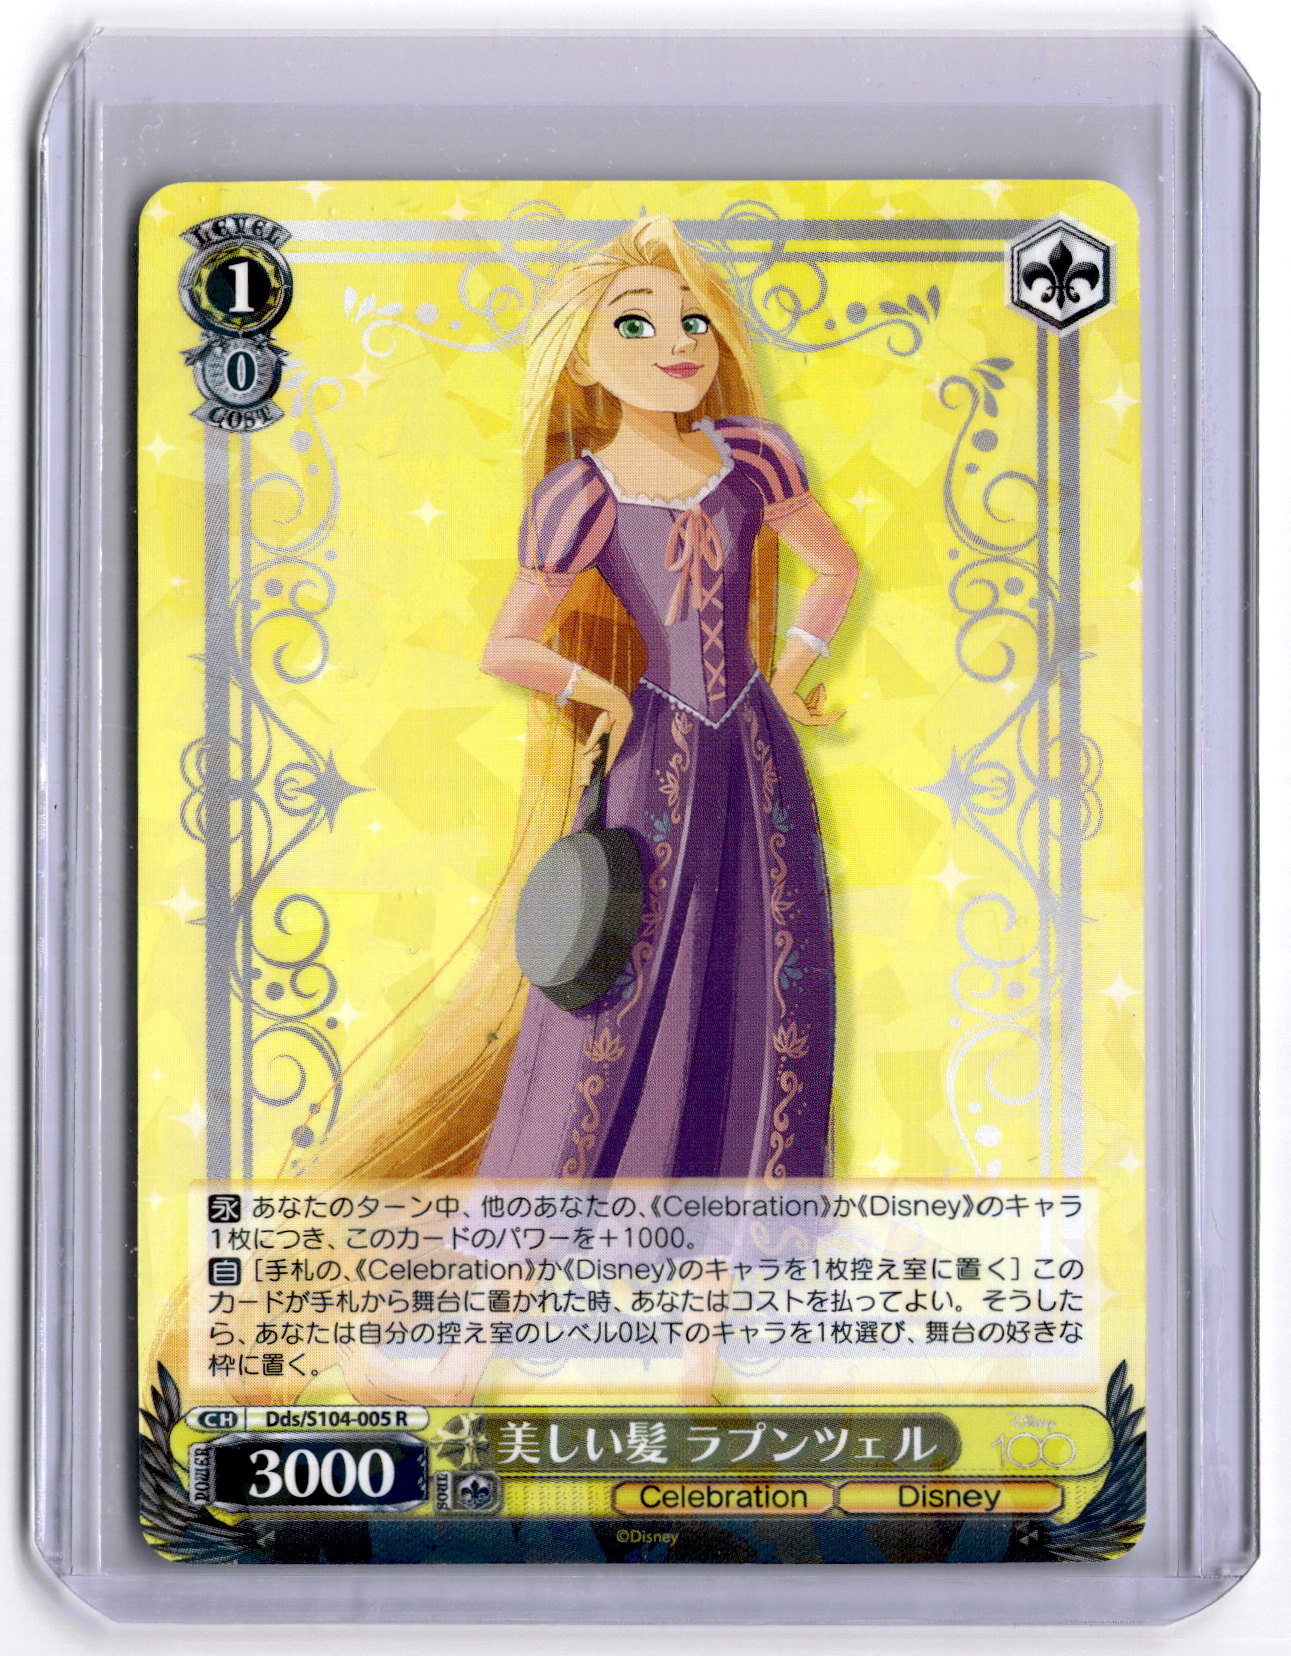 LEVEL
1
0
COST
永 あなたのターン中、他のあなたの、《Celebration》か《Disney》のキャラ
1枚につき、このカードのパワーを＋1000。
自 [手札の、《Celebration》か《Disney》のキャラを1枚控え室に置く] この
カードが手札から舞台に置かれた時、あなたはコストを払ってよい。そうした
ら、あなたは自分の控え室のレベル0以下のキャラを1枚選び、舞台の好きな
枠に置く。
CH Dds/S104-005 R
POWER 3000
美しい髪 ラプンツェル
Disney 100
SOUL
Celebration Disney
©Disney